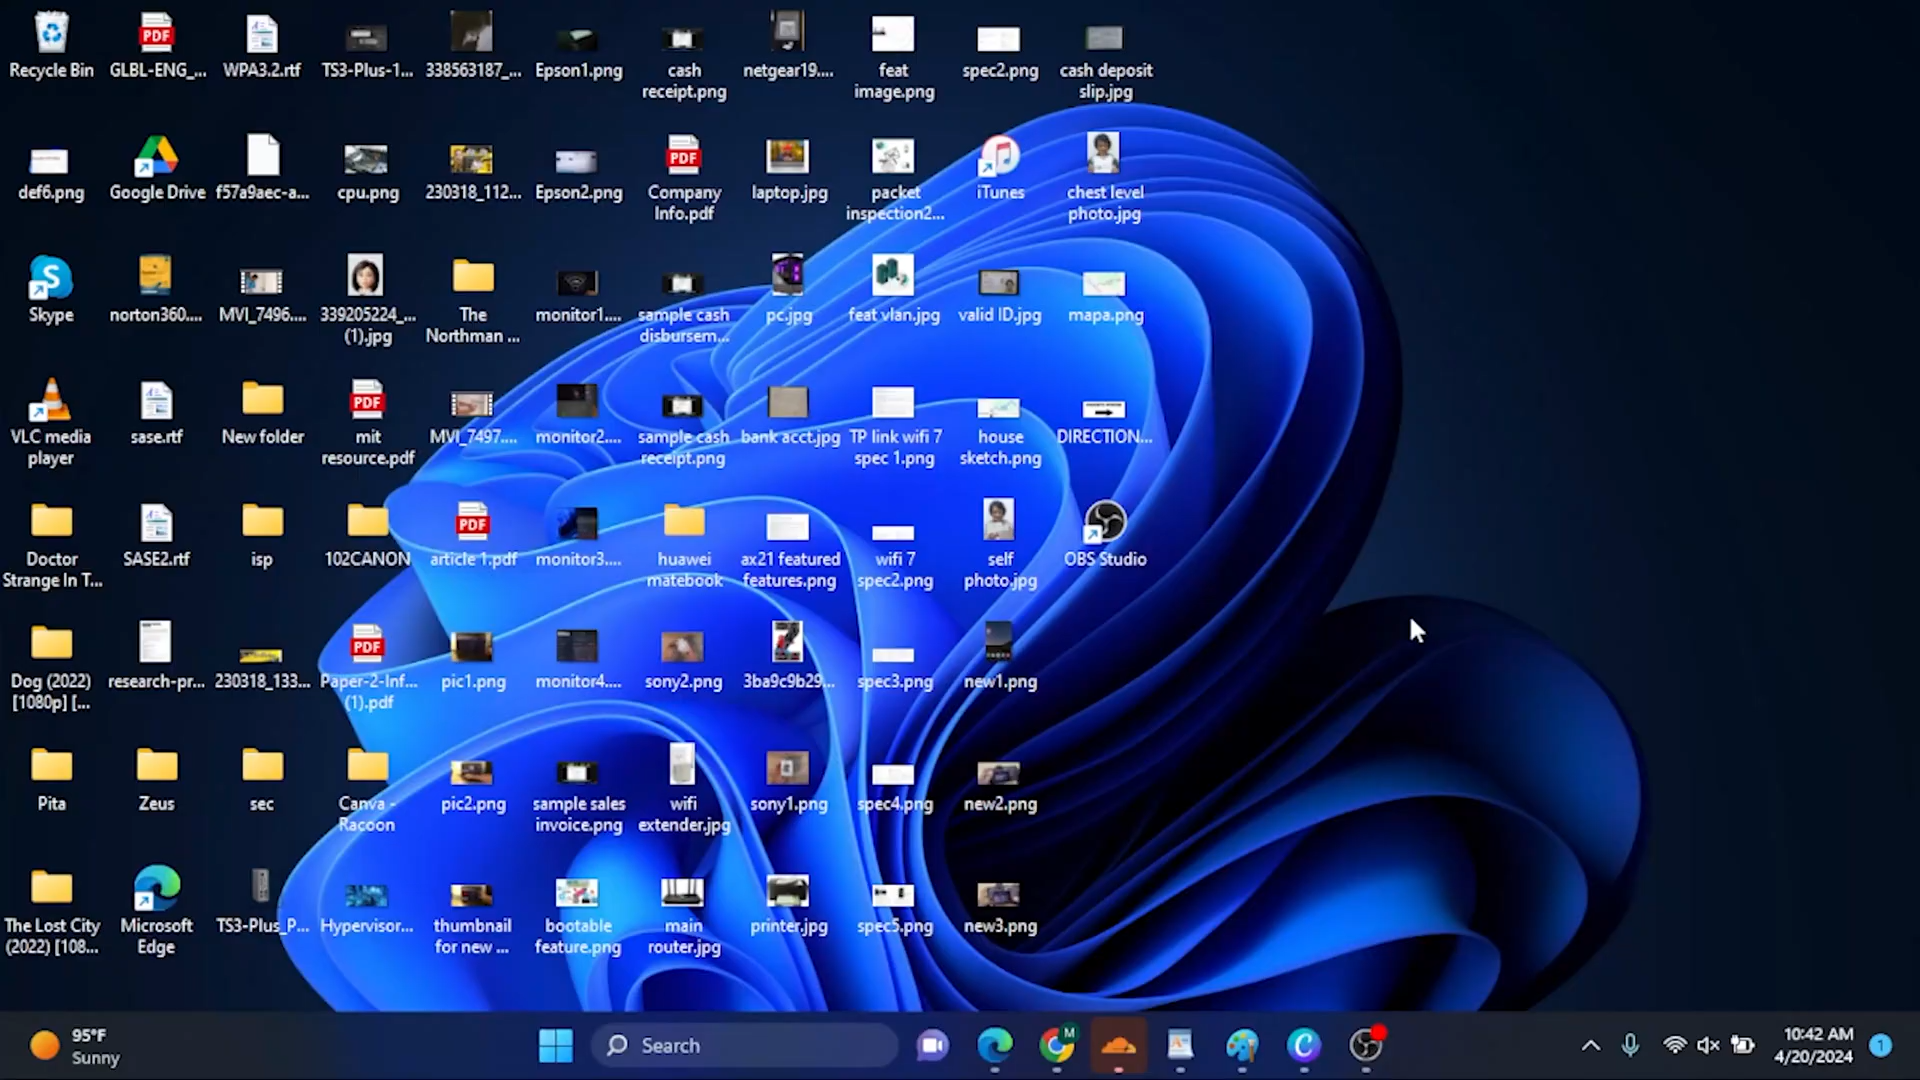 Recycle Bin
GLBL-ENG_...
WPA3.2.rtf
TS3-Plus-1...
338563187_...
Epson1.png
cash
receipt.png
netgear19....
feat
image.png
spec2.png
cash deposit
slip.jpg
def6.png
Google Drive
f57a9aec-a...
cpu.png
230318_112...
Epson2.png
Company
Info.pdf
laptop.jpg
packet
inspection2...
iTunes
chest level
photo.jpg
Skype
norton360....
MVI_7496....
339205224_...
(1).jpg
The
Northman ...
monitor1....
sample cash
disbursem...
pc.jpg
feat vlan.jpg
valid ID.jpg
mapa.png
VLC media
player
sase.rtf
New folder
mit
resource.pdf
MVI_7497....
monitor2....
sample cash
receipt.png
bank acct.jpg
TP link wifi 7
spec 1.png
house
sketch.png
DIRECTION...
Doctor
Strange In T...
SASE2.rtf
isp
102CANON
article 1.pdf
monitor3....
huawei
matebook
ax21 featured
features.png
wifi 7
spec2.png
self
photo.jpg
OBS Studio
Dog (2022)
[1080p] [...
research-pr...
230318_133...
Paper-2-Inf...
(1).pdf
pic1.png
monitor4....
sony2.png
3ba9c9b29...
spec3.png
new1.png
Pita
Zeus
sec
Canva -
Racoon
pic2.png
sample sales
invoice.png
wifi
extender.jpg
sony1.png
spec4.png
new2.png
The Lost City
(2022) [108...
Microsoft
Edge
TS3-Plus_P...
Hypervisor...
thumbnail
for new ...
bootable
feature.png
main
router.jpg
printer.jpg
spec5.png
new3.png
PDF
PDF
PDF
PDF
PDF
95°F
Sunny
Search
M
10:42 AM
4/20/2024
1